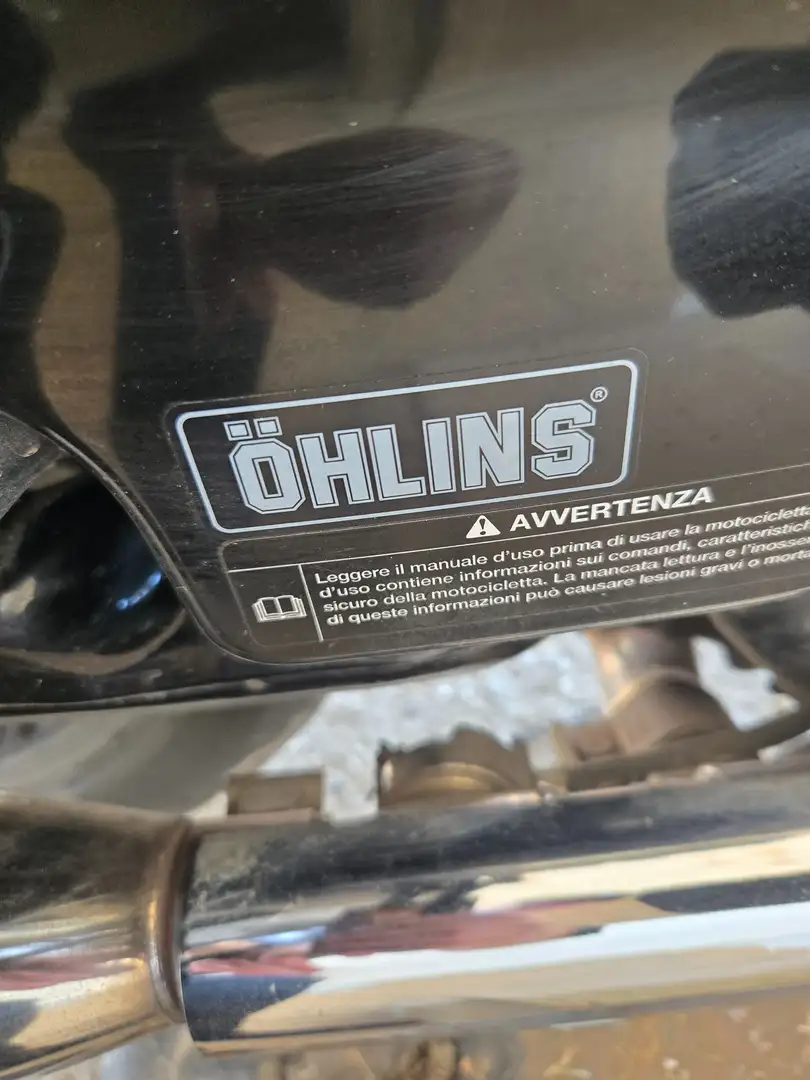 ÖHLINS®
⚠ AVVERTENZA
Leggere il manuale d'uso prima di usare la motocicletta
d'uso contiene informazioni sui comandi, caratteristich
sicuro della motocicletta. La mancata lettura e l'inosser
di queste informazioni può causare lesioni gravi o morta